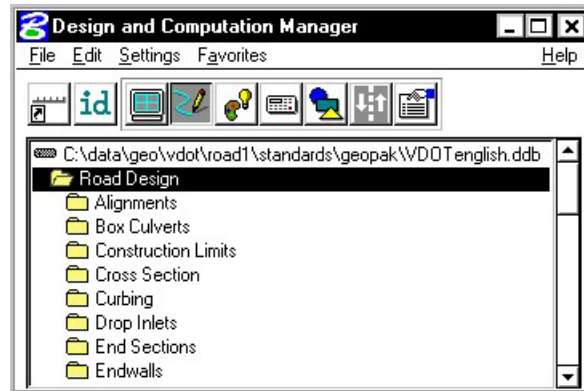 Design and Computation Manager
File Edit Settings Favorites Help
id
C:\data\geo\vdot\road1\standards\geopak\VDOTenglish.ddb
Road Design
Alignments
Box Culverts
Construction Limits
Cross Section
Curbing
Drop Inlets
End Sections
Endwalls